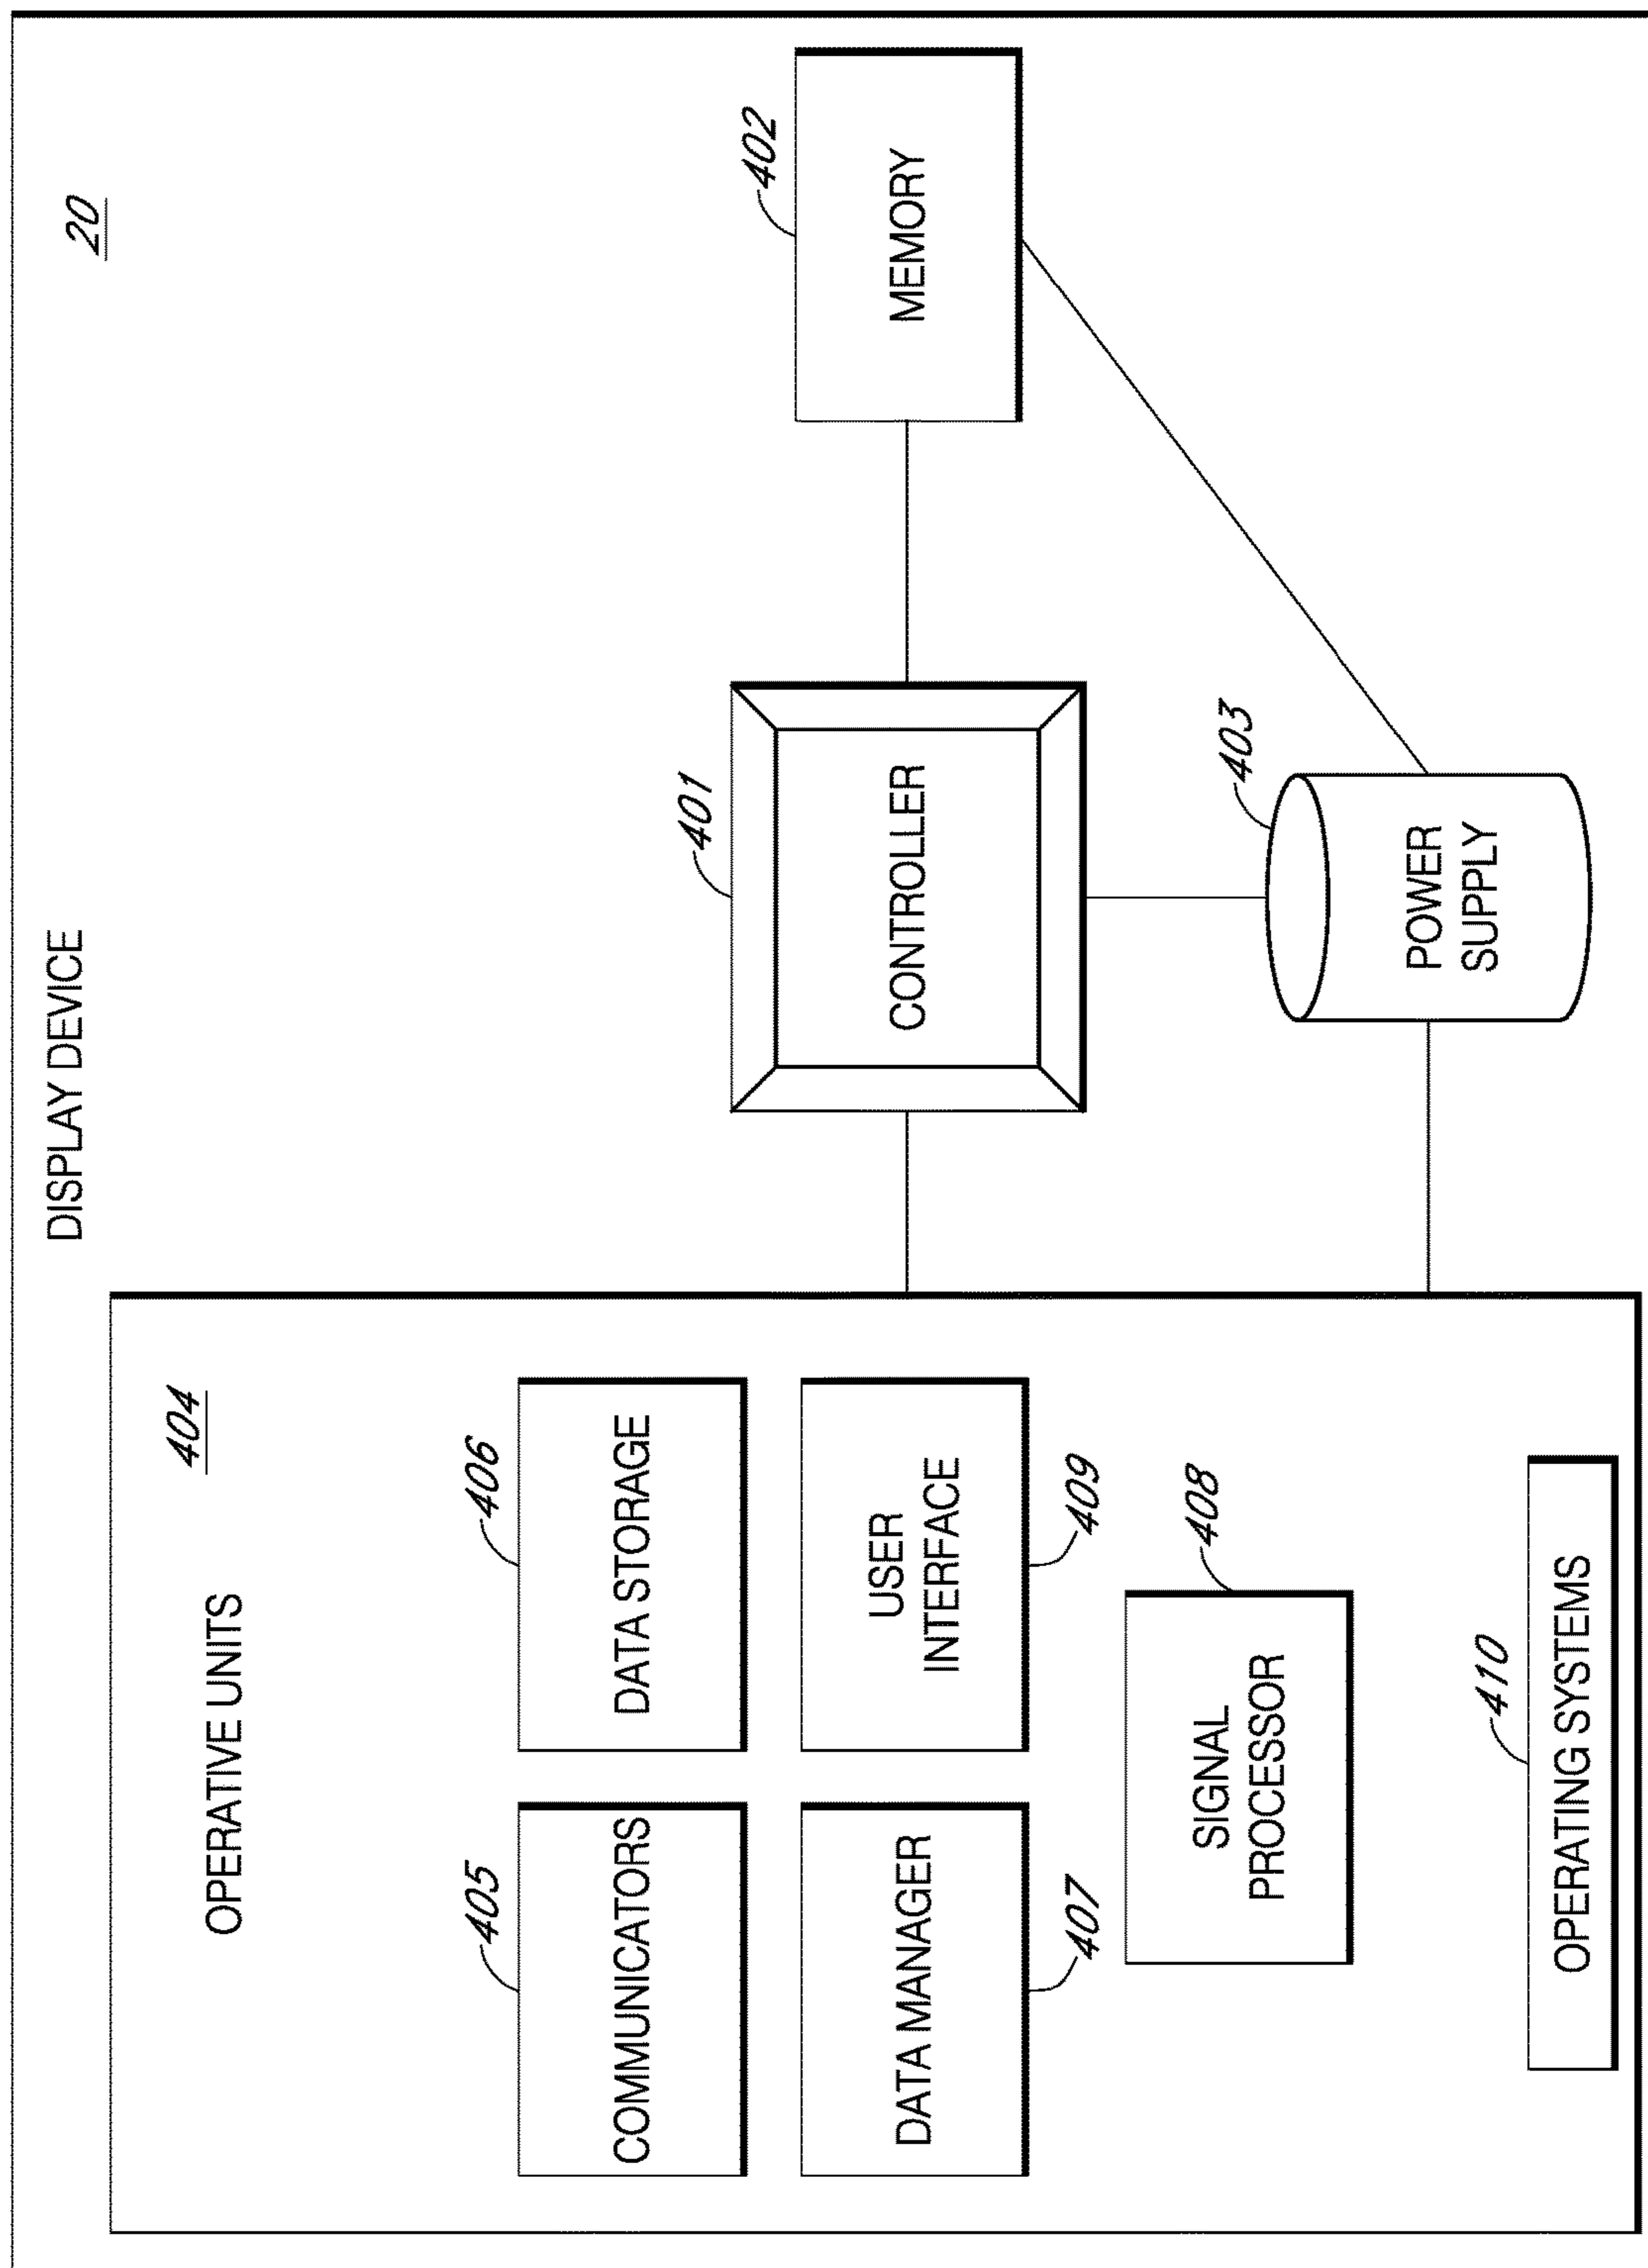 DISPLAY DEVICE
20
OPERATIVE UNITS
404
405
COMMUNICATORS
406
DATA STORAGE
DATA MANAGER
407
USER
INTERFACE
409
SIGNAL
PROCESSOR
408
410
OPERATING SYSTEMS
401
CONTROLLER
402
MEMORY
403
POWER
SUPPLY